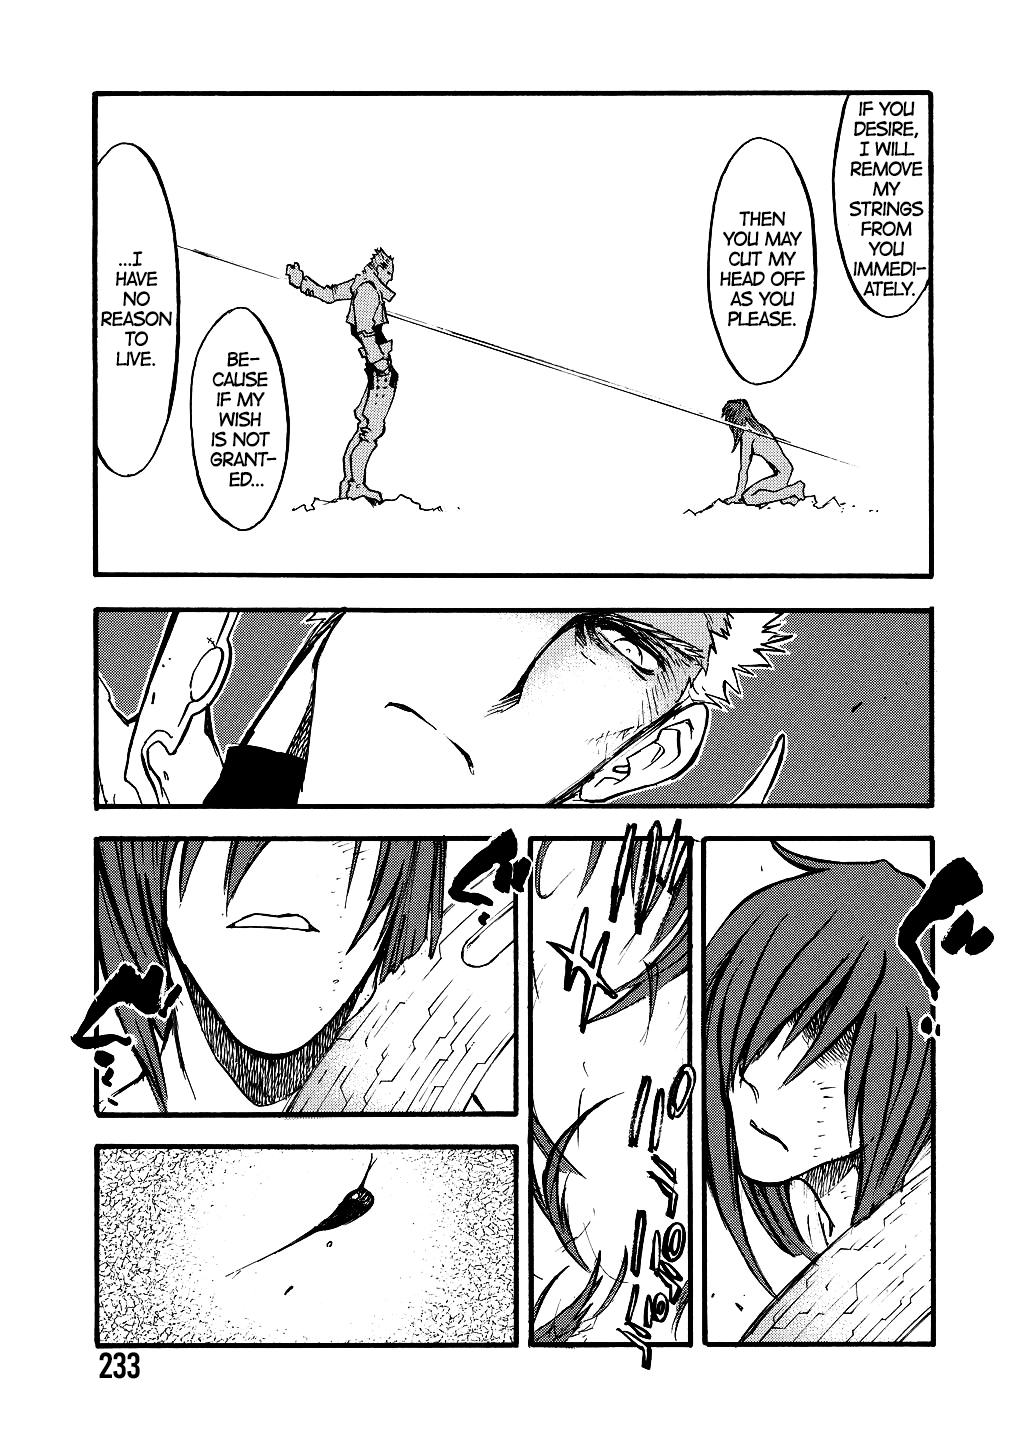 IF YOU
DESIRE,
I WILL
REMOVE
MY
STRINGS
FROM
YOU
IMMEDI-
ATELY.
THEN
YOU MAY
CUT MY
HEAD OFF
AS YOU
PLEASE.
BE-
CAUSE
IF MY
WISH
IS NOT
GRANT-
ED...
...I
HAVE
NO
REASON
TO
LIVE.
233